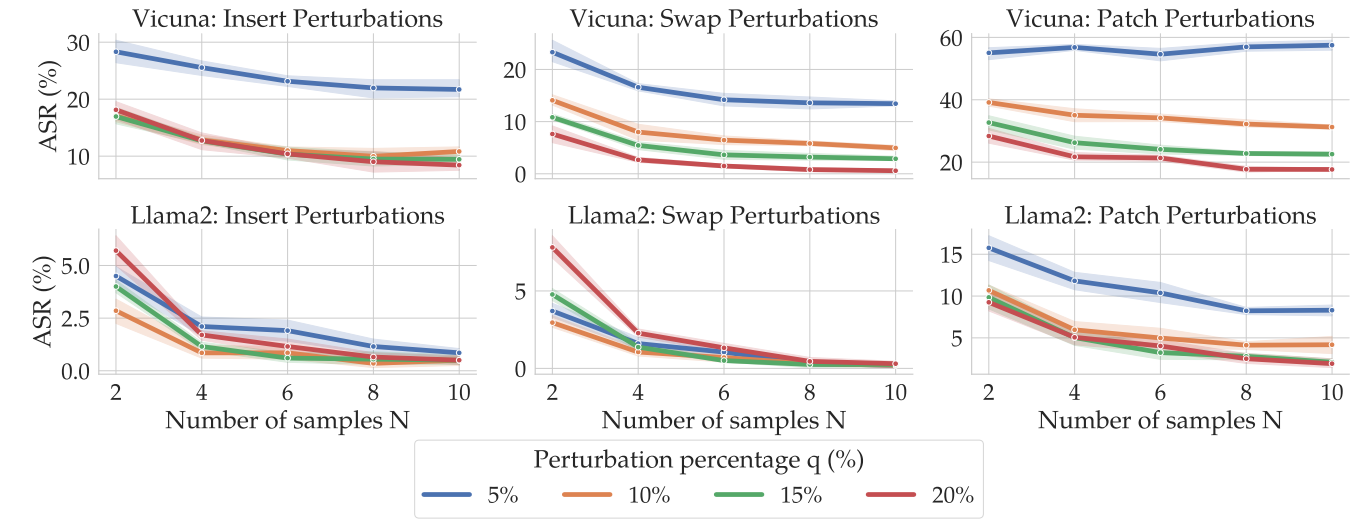 Vicuna: Insert Perturbations
Vicuna: Swap Perturbations
Vicuna: Patch Perturbations
ASR (%)
30
20
10
20
10
0
60
40
20
Llama2: Insert Perturbations
Llama2: Swap Perturbations
Llama2: Patch Perturbations
ASR (%)
5.0
2.5
0.0
5
0
15
10
5
2 4 6 8 10
2 4 6 8 10
2 4 6 8 10
Number of samples N
Number of samples N
Number of samples N
Perturbation percentage q (%)
5% 10% 15% 20%